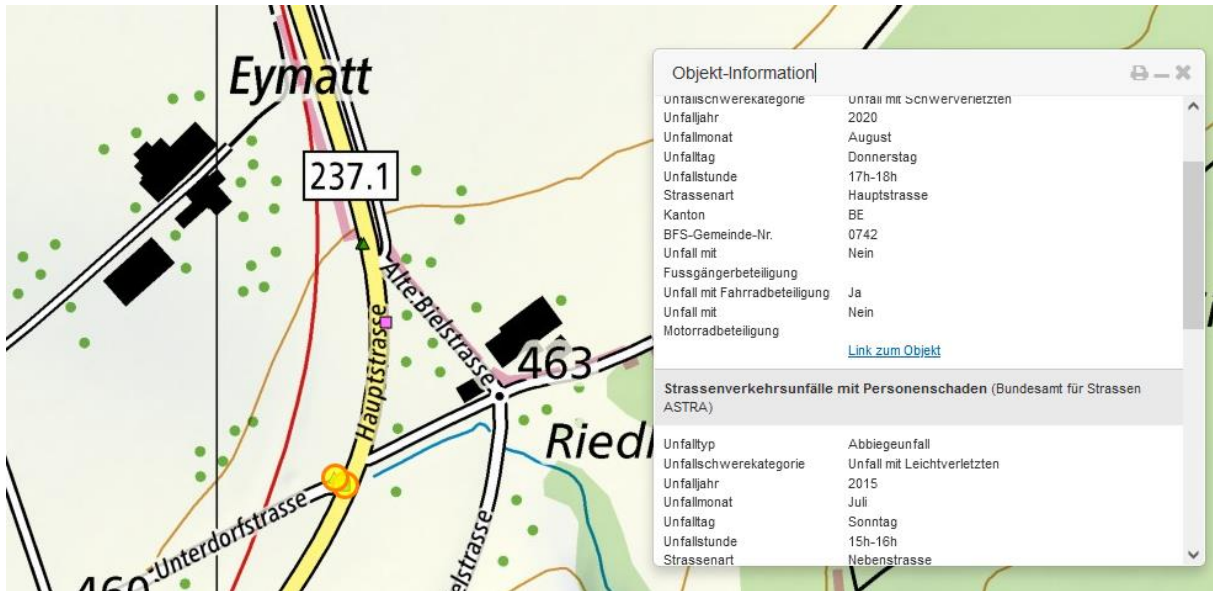 Eymatt
237.1
Alte Bielstrasse
Hauptstrasse
463
Unterdorfstrasse
Objekt-Information
Unfallschwerekategorie Unfall mit Schwerverletzten
Unfalljahr 2020
Unfallmonat August
Unfalltag Donnerstag
Unfallstunde 17h-18h
Strassenart Hauptstrasse
Kanton BE
BFS-Gemeinde-Nr. 0742
Unfall mit Nein
Fussgängerbeteiligung
Unfall mit Fahrradbeteiligung Ja
Unfall mit Nein
Motorradbeteiligung
Link zum Objekt
Strassenverkehrsunfälle mit Personenschaden (Bundesamt für Strassen
ASTRA)
Unfalltyp Abbiegeunfall
Unfallschwerekategorie Unfall mit Leichtverletzten
Unfalljahr 2015
Unfallmonat Juli
Unfalltag Sonntag
Unfallstunde 15h-16h
Strassenart Nebenstrasse